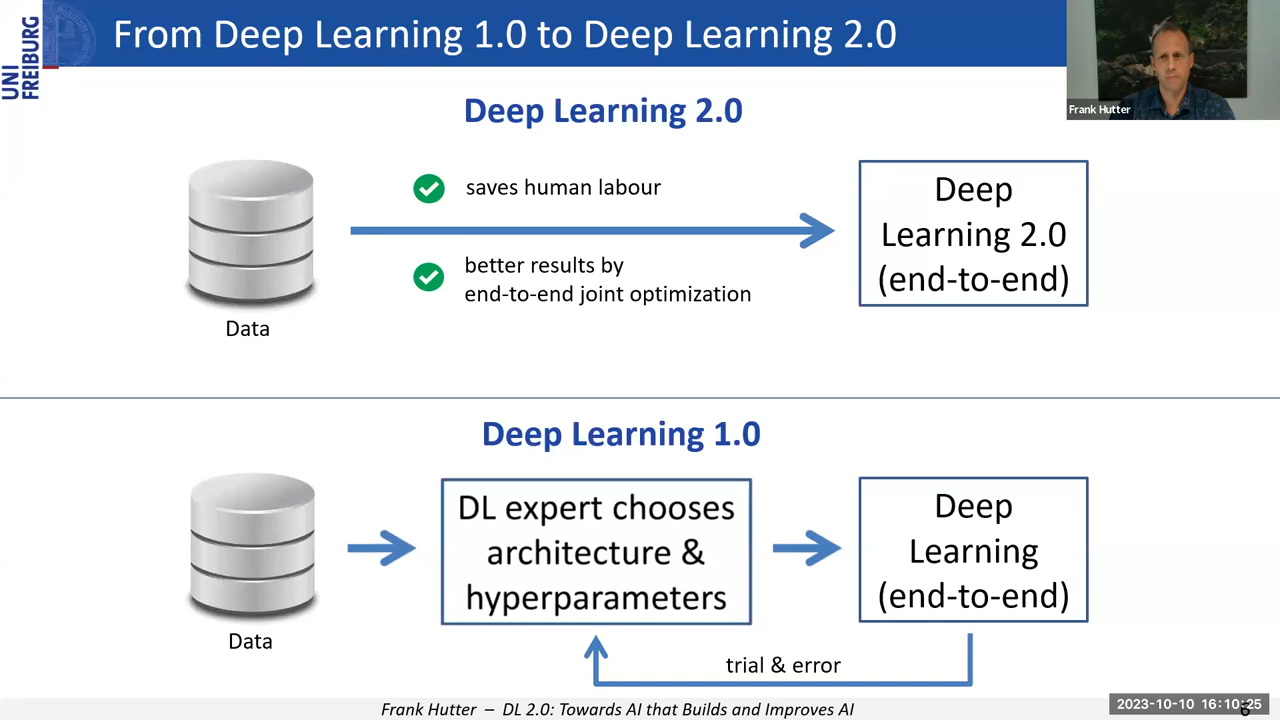 From Deep Learning 1.0 to Deep Learning 2.0
UNI
FREIBURG
Frank Hutter
Deep Learning 2.0
saves human labour
better results by
end-to-end joint optimization
Data
Deep
Learning 2.0
(end-to-end)
Deep Learning 1.0
Data
DL expert chooses
architecture &
hyperparameters
Deep
Learning
(end-to-end)
trial & error
Frank Hutter – DL 2.0: Towards AI that Builds and Improves AI
2023-10-10 16:10:25